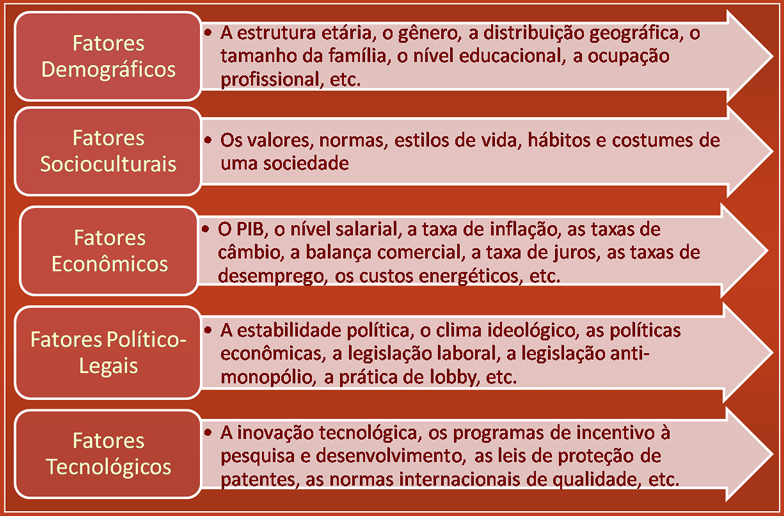 Fatores
Demográficos
• A estrutura etária, o gênero, a distribuição geográfica, o
tamanho da família, o nível educacional, a ocupação
profissional, etc.
Fatores
Socioculturais
• Os valores, normas, estilos de vida, hábitos e costumes de
uma sociedade
Fatores
Econômicos
• O PIB, o nível salarial, a taxa de inflação, as taxas de
câmbio, a balança comercial, a taxa de juros, as taxas de
desemprego, os custos energéticos, etc.
Fatores Político-
Legais
• A estabilidade política, o clima ideológico, as políticas
econômicas, a legislação laboral, a legislação anti-
monopólio, a prática de lobby, etc.
Fatores
Tecnológicos
• A inovação tecnológica, os programas de incentivo à
pesquisa e desenvolvimento, as leis de proteção de
patentes, as normas internacionais de qualidade, etc.